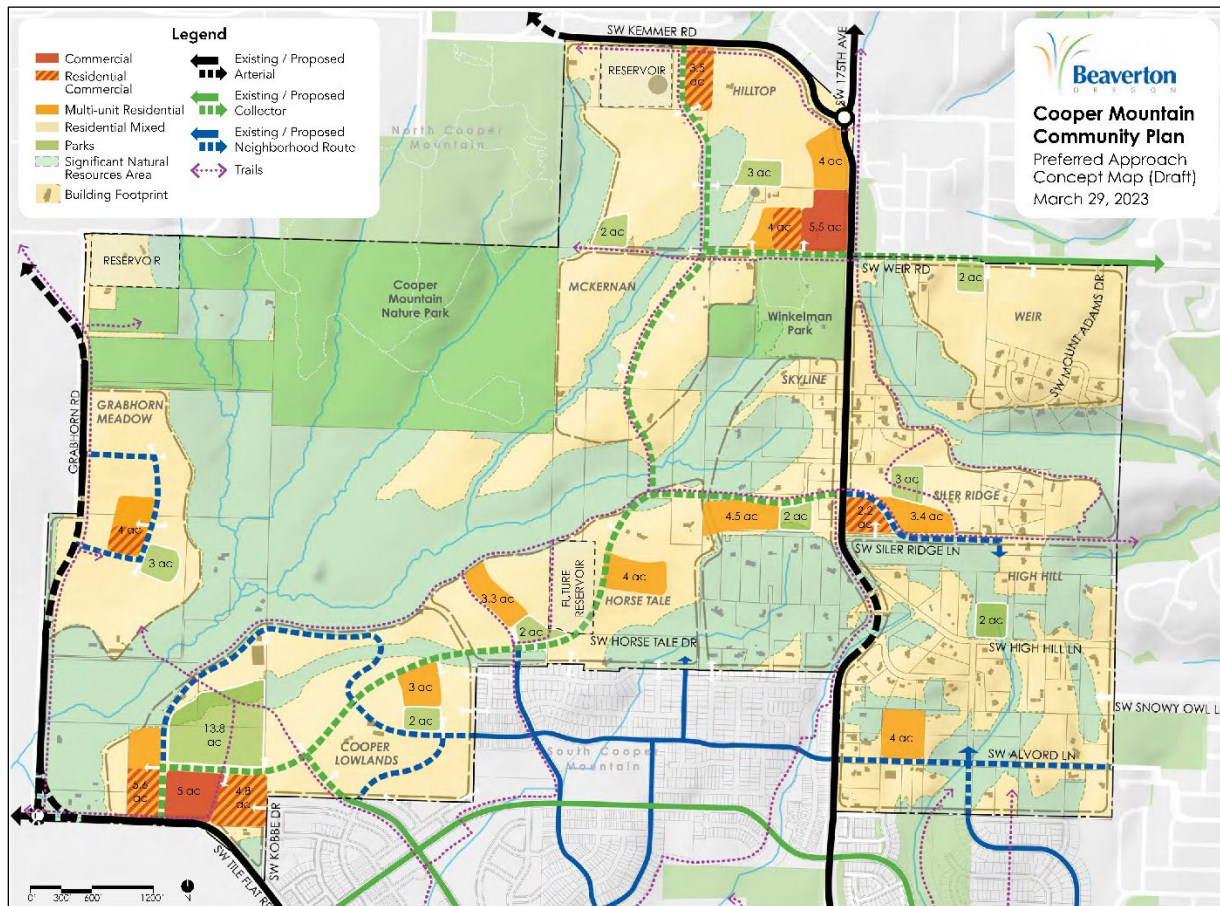 Legend
Commercial
Residential
Commercial
Multi-unit Residential
Residential Mixed
Parks
Significant Natural
Resources Area
Building Footprint
Existing / Proposed
Arterial
Existing / Proposed
Collector
Existing / Proposed
Neighborhood Route
Trails
Beaverton
OREGON
Cooper Mountain
Community Plan
Preferred Approach
Concept Map (Draft)
March 29, 2023
SW KEMMER RD
SW 175TH AVE
RESERVOIR
3.5
ac
HILLTOP
North Cooper
Mountain
4 ac
3 ac
2 ac
4 ac
5.5 ac
RESERVO R
SW WEIR RD
2 ac
MCKERNAN
Cooper
Mountain
Nature Park
Winkelman
Park
WEIR
SW MOUNT ADAMS DR
SKYLINE
GRABHORN
MEADOW
GRABHORN RD
3 ac
SILER RIDGE
4 ac
4.5 ac
2 ac
2.2
ac
3.4 ac
SW SILER RIDGE LN
3 ac
FUTURE
RESERVOIR
4 ac
HORSE TALE
HIGH HILL
3.3 ac
2 ac
2 ac
SW HORSE TALE DR
SW HIGH HILL LN
3 ac
2 ac
SW SNOWY OWL L
13.8
ac
COOPER
LOWLANDS
South Cooper
Mountain
4 ac
SW ALVORD LN
5.6
ac
5 ac
4.8
ac
SW KOBBE DR
SW TILE FLAT RD
0' 300' 600' 1200'
N